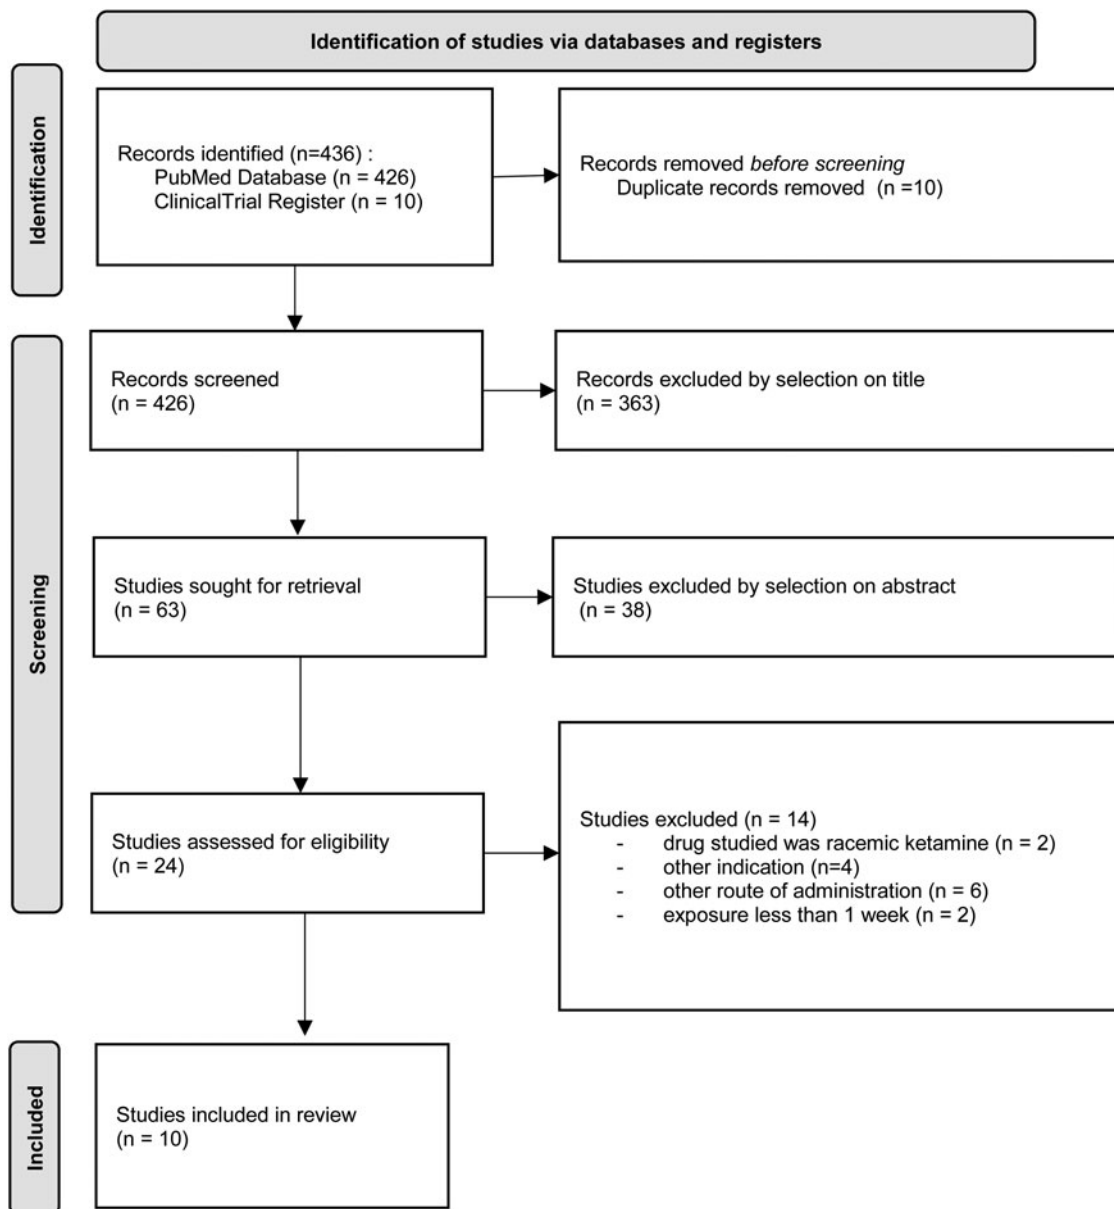 Identification of studies via databases and registers
Identification
Records identified (n=436) :
PubMed Database (n = 426)
ClinicalTrial Register (n = 10)
Records removed before screening
Duplicate records removed (n =10)
Screening
Records screened
(n = 426)
Records excluded by selection on title
(n = 363)
Studies sought for retrieval
(n = 63)
Studies excluded by selection on abstract
(n = 38)
Studies assessed for eligibility
(n = 24)
Studies excluded (n = 14)
- drug studied was racemic ketamine (n = 2)
- other indication (n=4)
- other route of administration (n = 6)
- exposure less than 1 week (n = 2)
Included
Studies included in review
(n = 10)